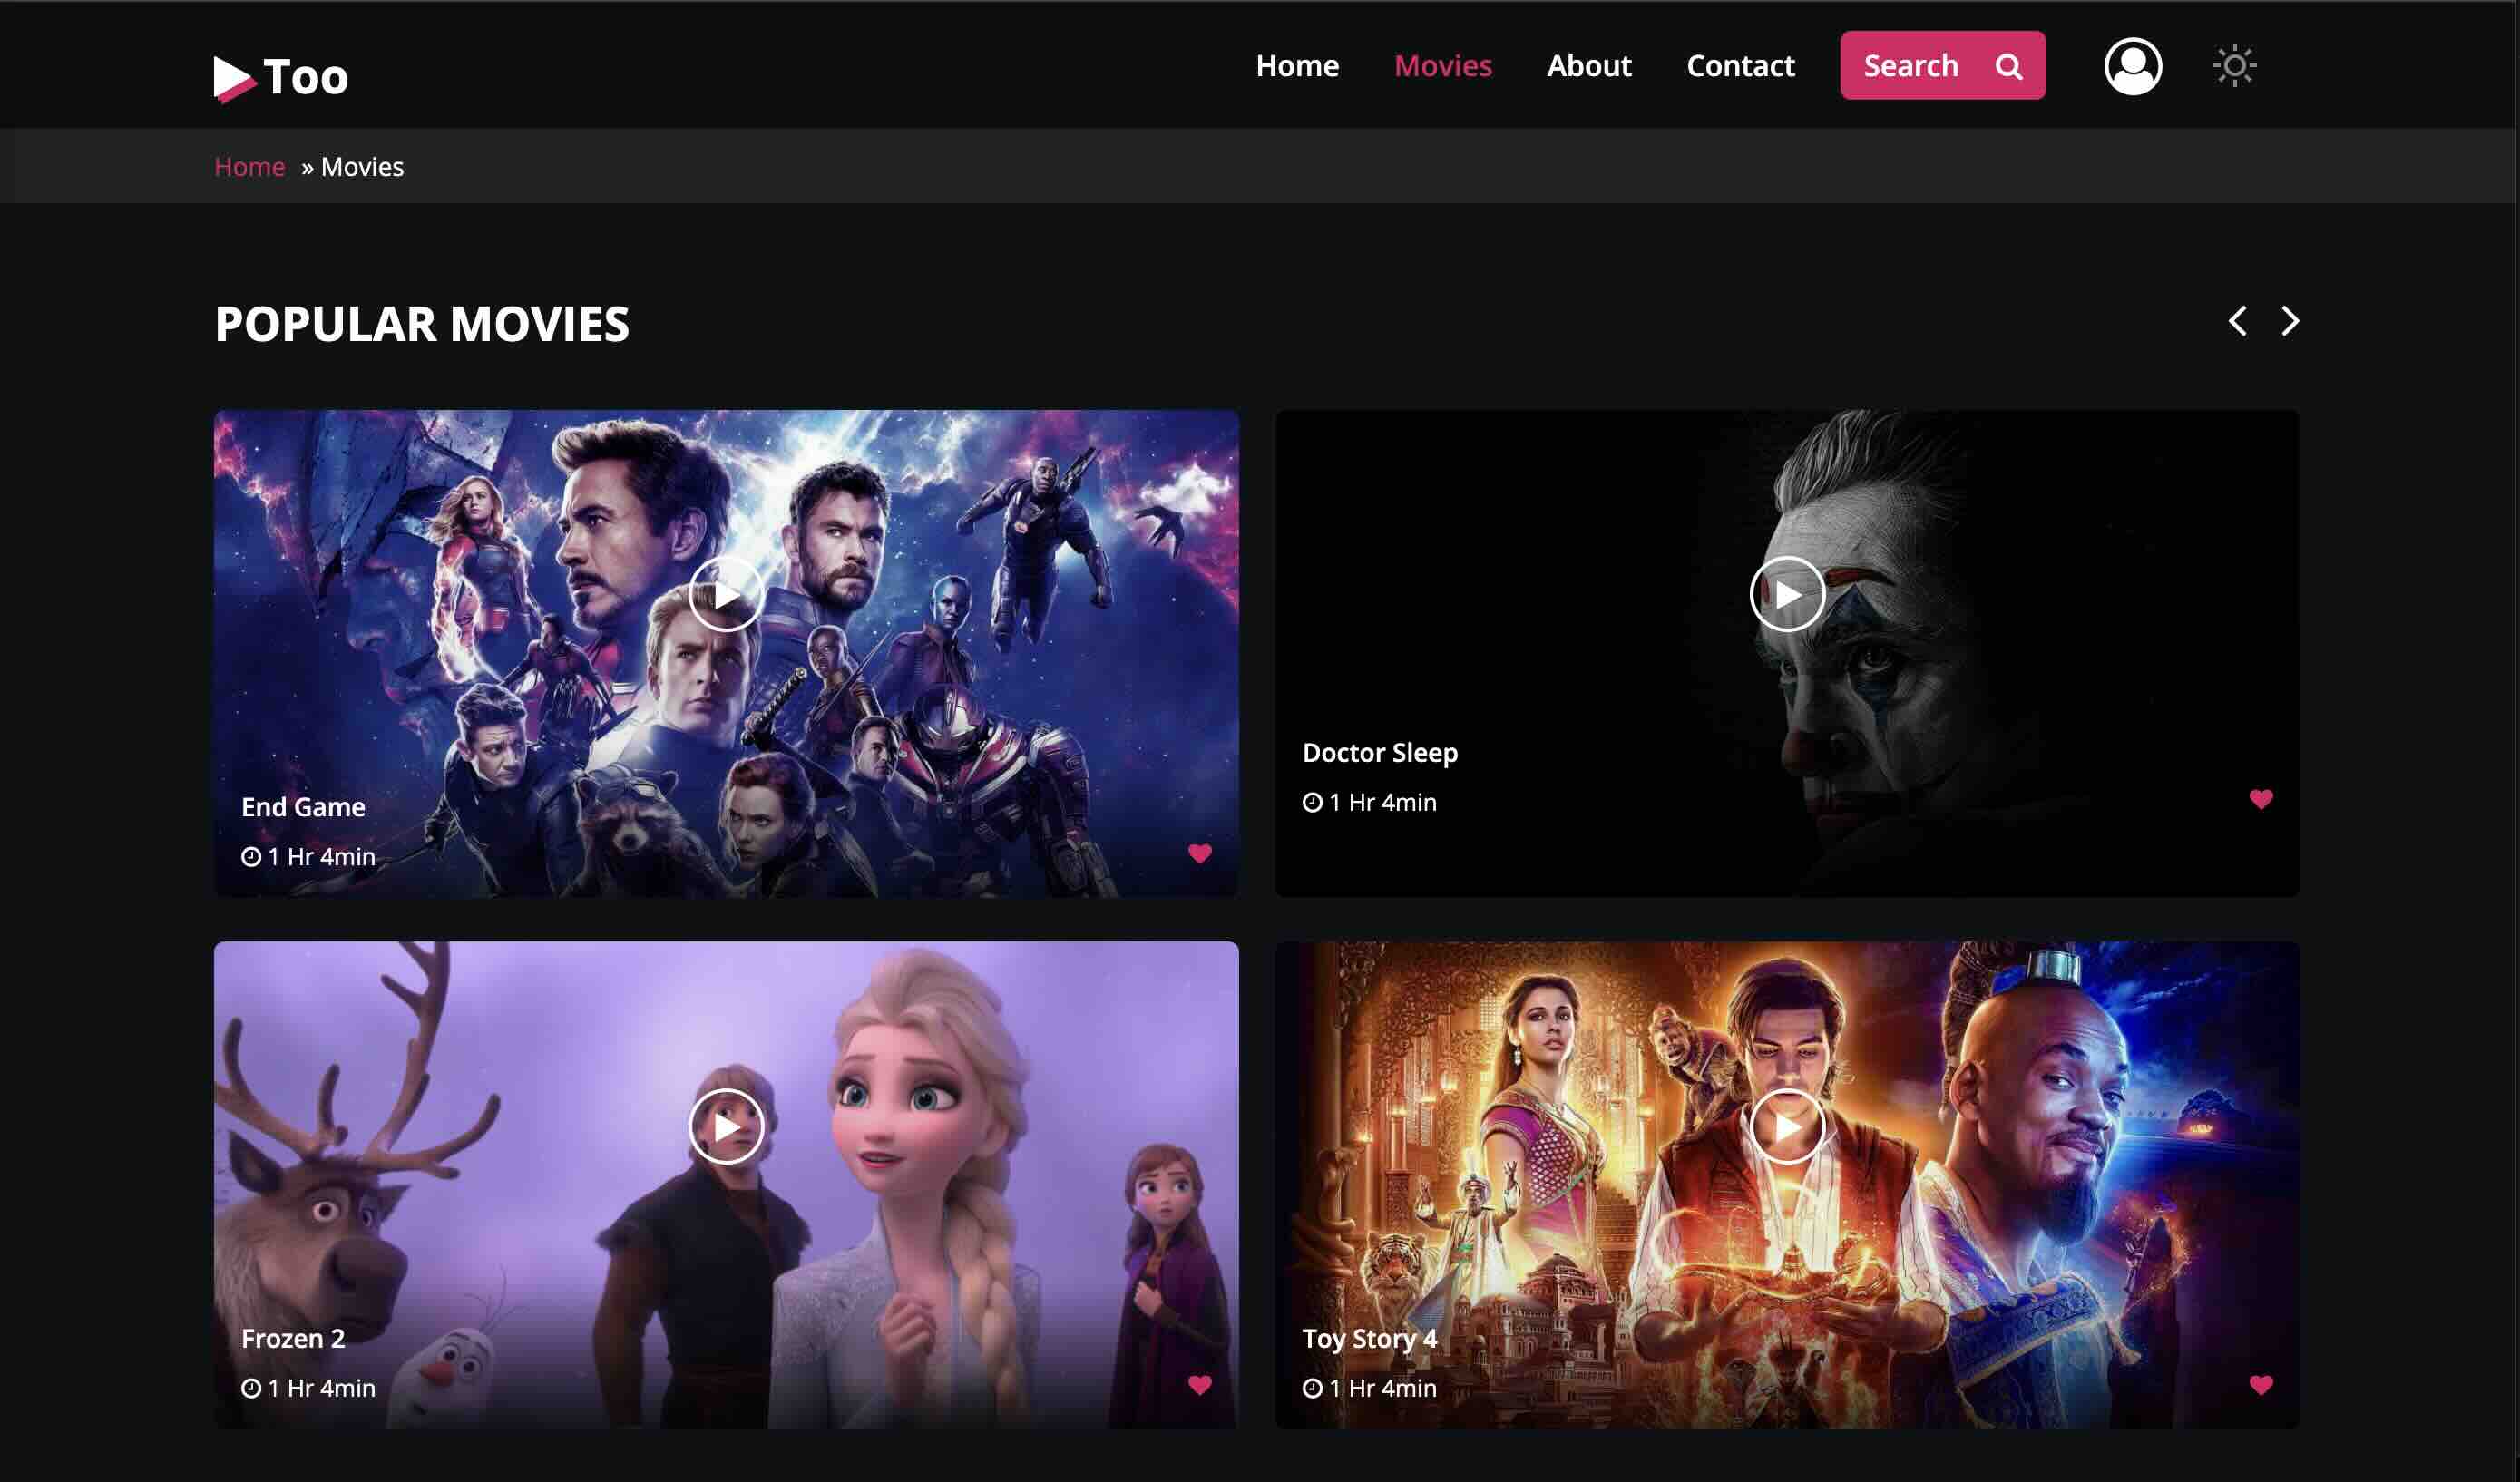 Too
Home Movies About Contact Search
Home » Movies
POPULAR MOVIES
End Game
1 Hr 4min
Doctor Sleep
1 Hr 4min
Frozen 2
1 Hr 4min
Toy Story 4
1 Hr 4min